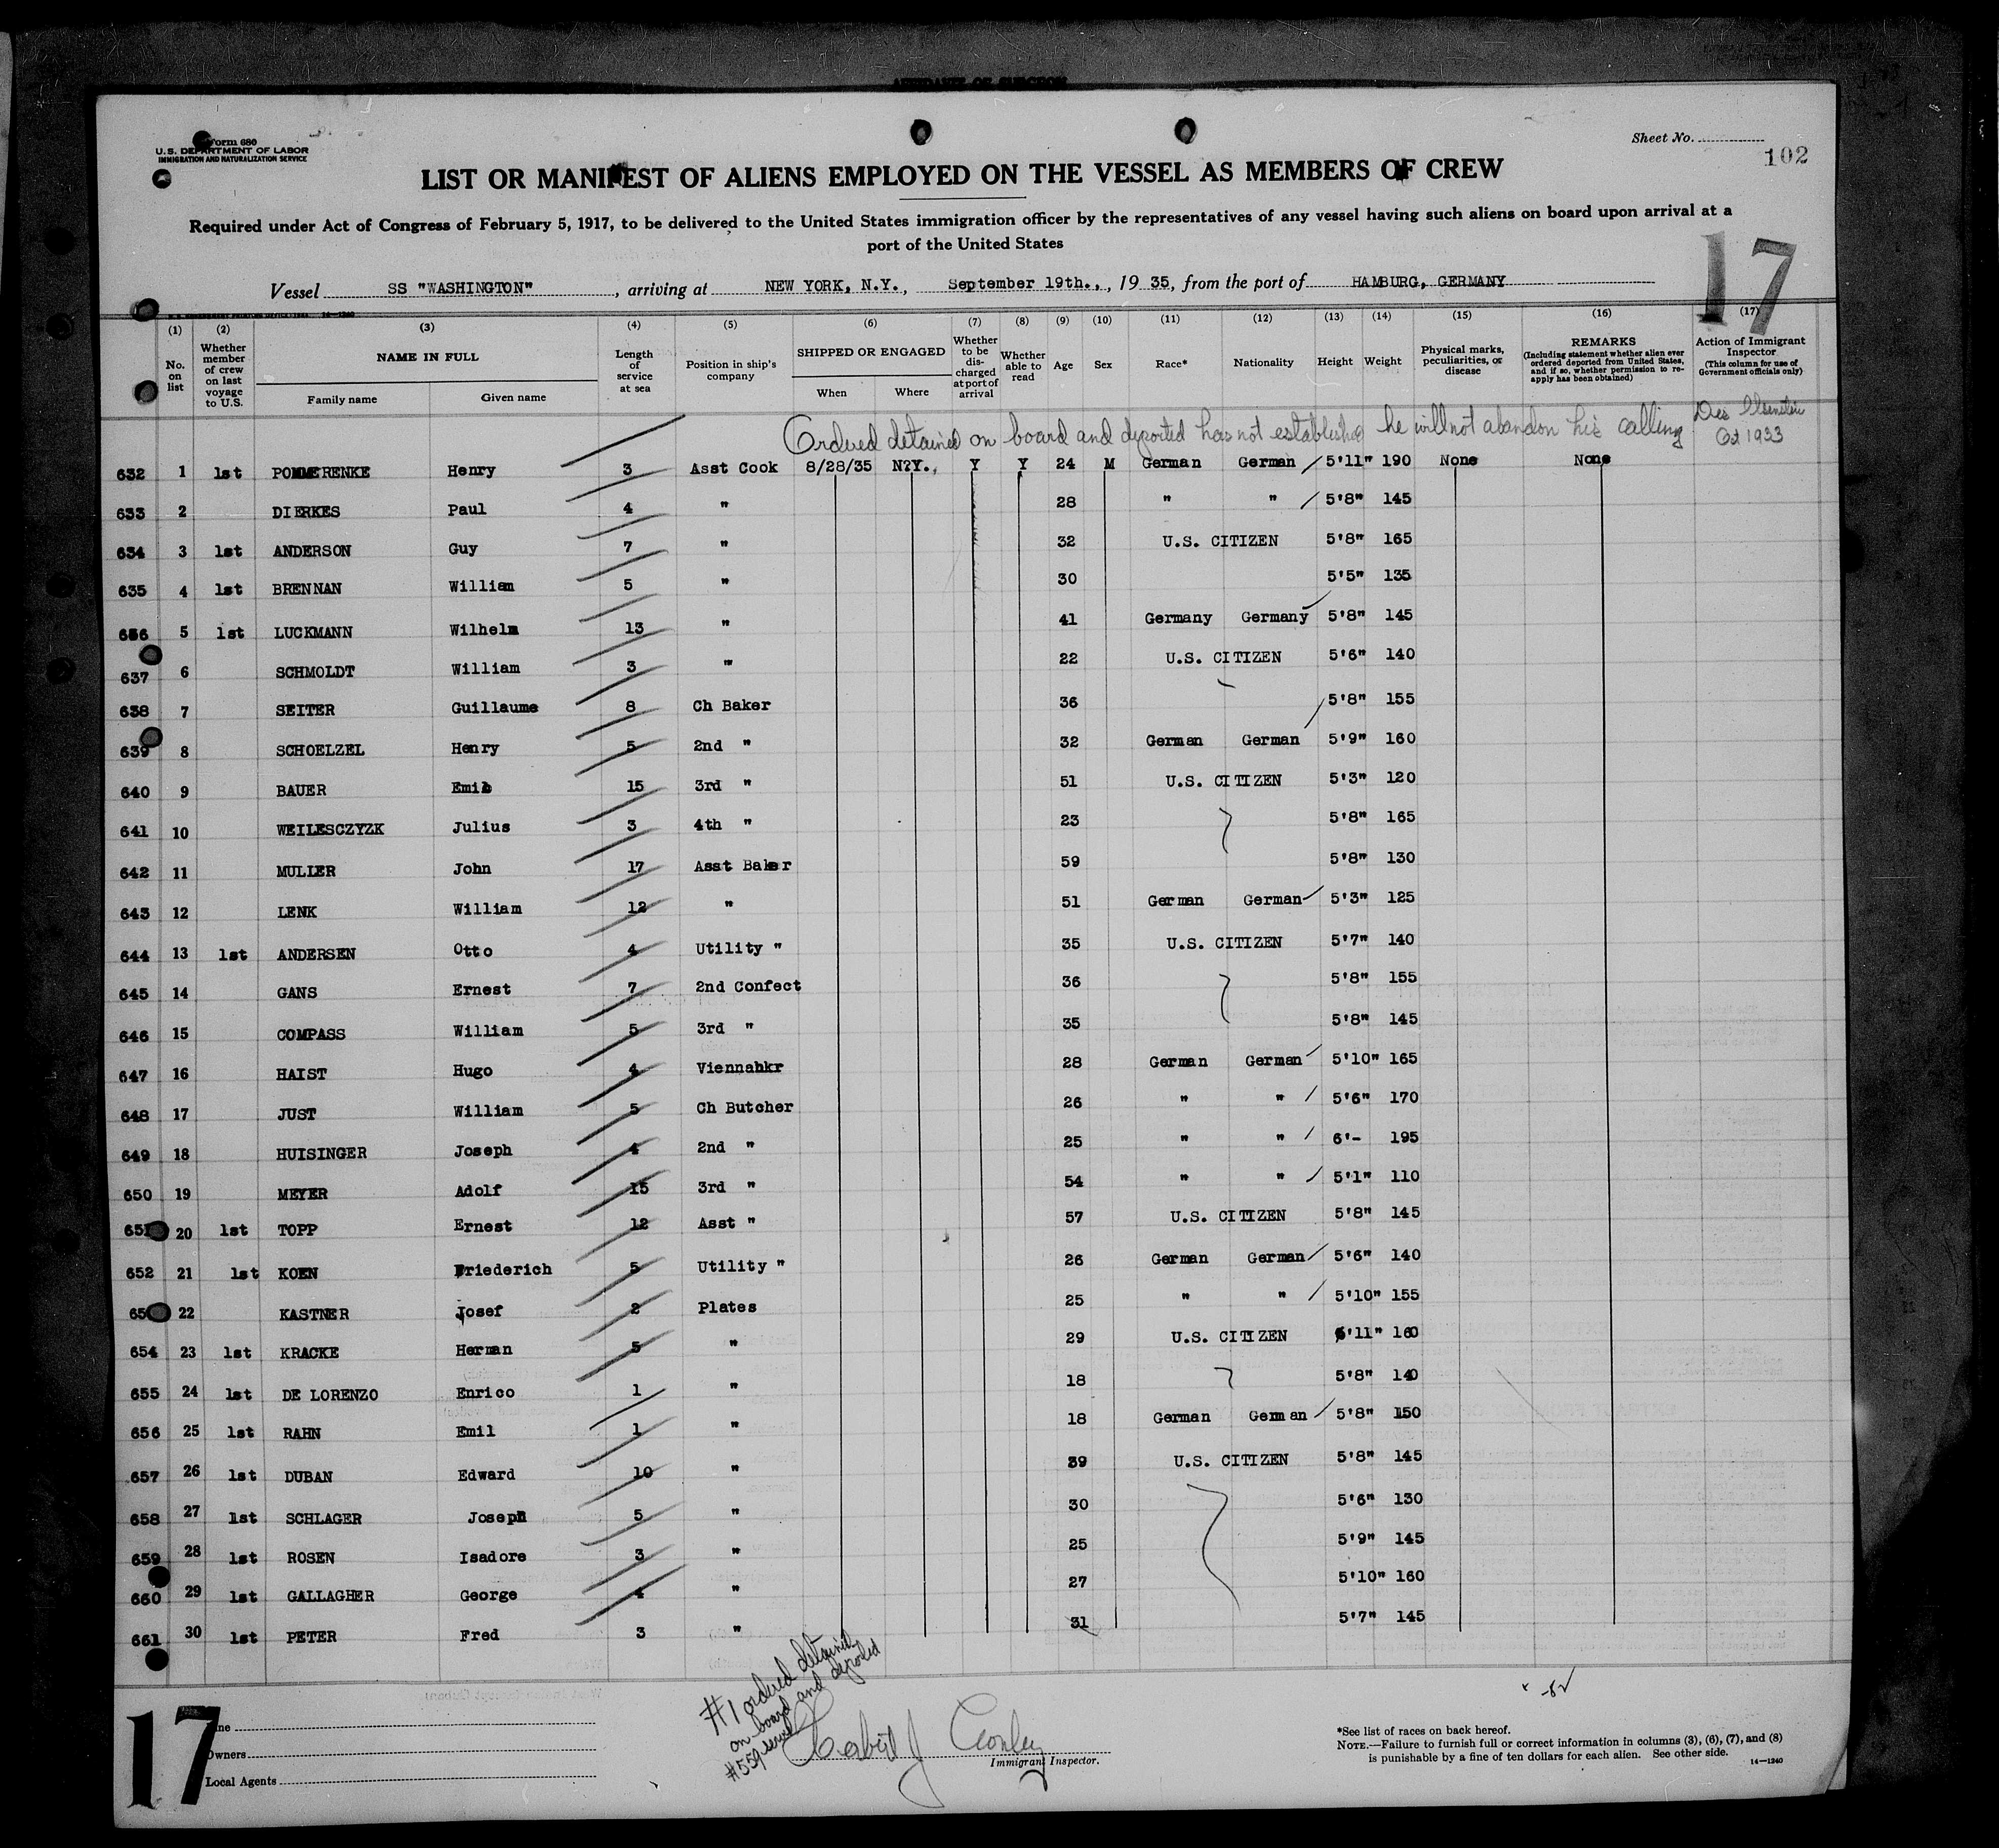 AFFIDAVIT OF SURGEON
Form 680
U.S. DEPARTMENT OF LABOR
IMMIGRATION AND NATURALIZATION SERVICE
Sheet No.
102
LIST OR MANIFEST OF ALIENS EMPLOYED ON THE VESSEL AS MEMBERS OF CREW
Required under Act of Congress of February 5, 1917, to be delivered to the United States immigration officer by the representatives of any vessel having such aliens on board upon arrival at a
port of the United States
17
Vessel SS "WASHINGTON", arriving at NEW YORK, N.Y., September 19th., 19 35, from the port of HAMBURG, GERMANY
14—1240
(1) (2) (3) (4) (5) (6) (7) (8) (9) (10) (11) (12) (13) (14) (15) (16) (17)
No. on list
Whether member of crew on last voyage to U.S.
NAME IN FULL
Family name
Given name
Length of service at sea
Position in ship's company
SHIPPED OR ENGAGED
When
Where
Whether to be discharged at port of arrival
Whether able to read
Age
Sex
Race*
Nationality
Height
Weight
Physical marks, peculiarities, or disease
REMARKS
(Including statement whether alien ever ordered deported from United States, and if so, whether permission to re-apply has been obtained)
Action of Immigrant Inspector
(This column for use of Government officials only)
Ordered detained on board and deported has not established he will not abandon his calling
Oct 1933
632 1 1st POMMERENKE Henry 3 Asst Cook 8/28/35 N?Y., Y Y 24 M German German 5'11" 190 None None
633 2 DIERKES Paul 4 " 28 " " 5'8" 145
634 3 1st ANDERSON Guy 7 " 32 U.S. CITIZEN 5'8" 165
635 4 1st BRENNAN William 5 " 30 5'5" 135
636 5 1st LUCKMANN Wilhelm 13 " 41 Germany Germany 5'8" 145
637 6 SCHMOLDT William 3 " 22 U.S. CITIZEN 5'6" 140
638 7 SEITER Guillaume 8 Ch Baker 36 5'8" 155
639 8 SCHOELZEL Henry 5 2nd " 32 German German 5'9" 160
640 9 BAUER Emil 15 3rd " 51 U.S. CITIZEN 5'3" 120
641 10 WEILESCZYZK Julius 3 4th " 23 5'8" 165
642 11 MULLER John 17 Asst Baker 59 5'8" 130
643 12 LENK William 12 " 51 German German 5'3" 125
644 13 1st ANDERSEN Otto 4 Utility " 35 U.S. CITIZEN 5'7" 140
645 14 GANS Ernest 7 2nd Confect 36 5'8" 155
646 15 COMPASS William 5 3rd " 35 5'8" 145
647 16 HAIST Hugo 4 Viennabkr 28 German German 5'10" 165
648 17 JUST William 5 Ch Butcher 26 " " 5'6" 170
649 18 HUISINGER Joseph 4 2nd " 25 " " 6'- 195
650 19 MEYER Adolf 15 3rd " 54 " " 5'1" 110
651 20 1st TOPP Ernest 12 Asst " 57 U.S. CITIZEN 5'8" 145
652 21 1st KOEN Friederich 5 Utility " 26 German German 5'6" 140
65 22 KASTNER Josef 2 Plates 25 " " 5'10" 155
654 23 1st KRACKE Herman 5 " 29 U.S. CITIZEN 5'11" 160
655 24 1st DE LORENZO Enrico 1 " 18 5'8" 140
656 25 1st RAHN Emil 1 " 18 German German 5'8" 150
657 26 1st DUBAN Edward 10 " 39 U.S. CITIZEN 5'8" 145
658 27 1st SCHLAGER Joseph 5 " 30 5'6" 130
659 28 1st ROSEN Isadore 3 " 25 5'9" 145
660 29 1st GALLAGHER George 4 " 27 5'10" 160
661 30 1st PETER Fred 3 " 31 5'7" 145
#1 ordered detained
on board and deported
#559 served
17
Line
Owners
Local Agents
Immigrant Inspector.
*See list of races on back hereof.
NOTE.—Failure to furnish full or correct information in columns (3), (6), (7), and (8)
is punishable by a fine of ten dollars for each alien. See other side.
14—1240